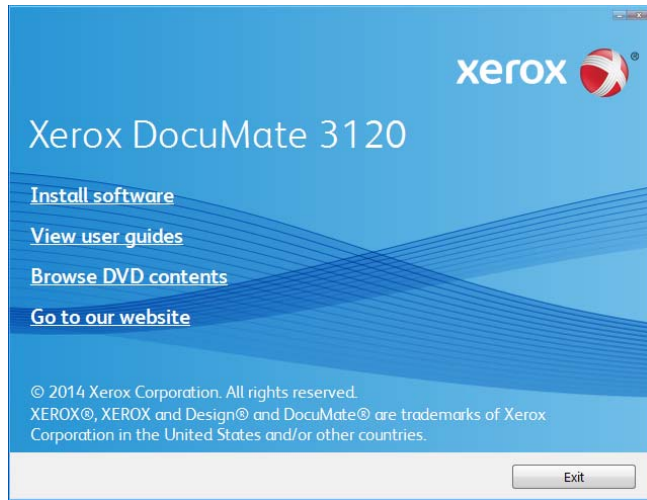 xerox ®
Xerox DocuMate 3120
Install software
View user guides
Browse DVD contents
Go to our website
© 2014 Xerox Corporation. All rights reserved.
XEROX®, XEROX and Design® and DocuMate® are trademarks of Xerox
Corporation in the United States and/or other countries.
Exit